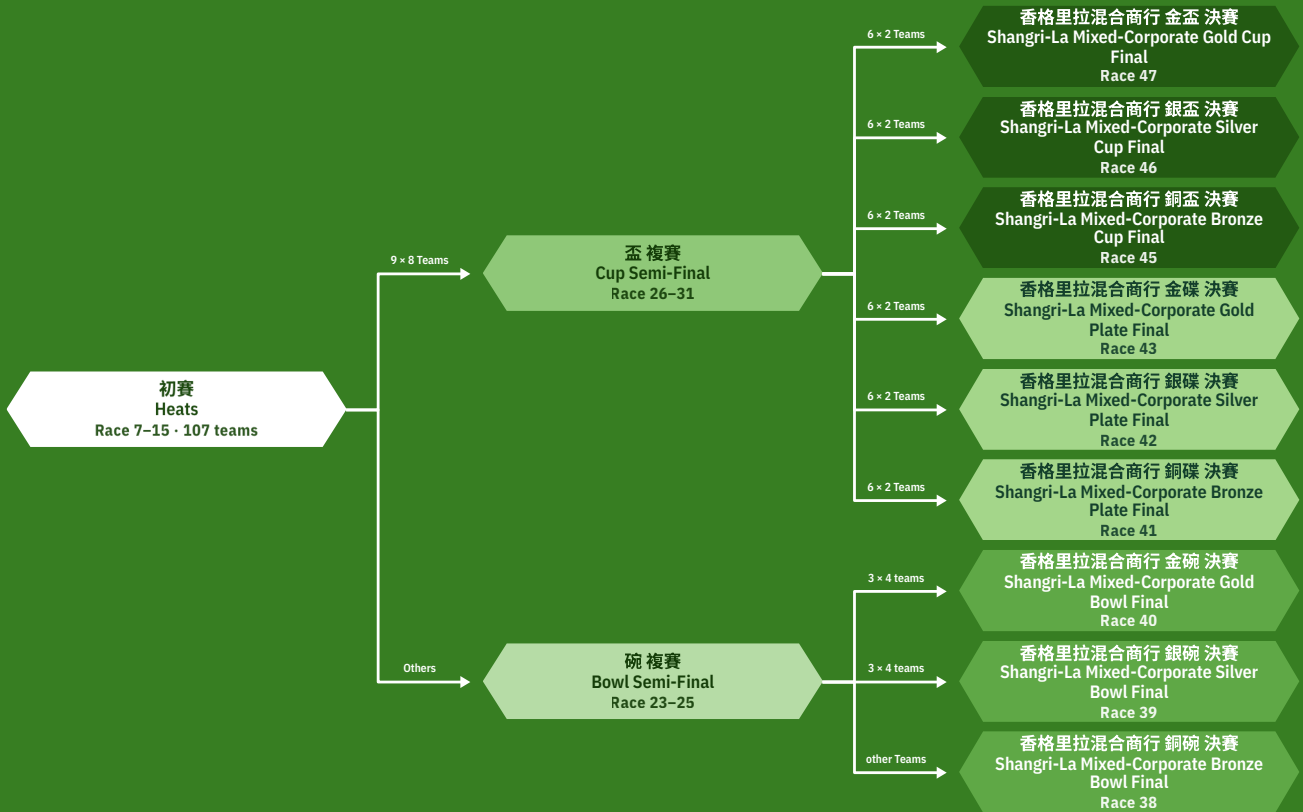 初賽
Heats
Race 7–15 · 107 teams
9 × 8 Teams
盃 複賽
Cup Semi-Final
Race 26–31
Others
碗 複賽
Bowl Semi-Final
Race 23–25
6 × 2 Teams
香格里拉混合商行 金盃 決賽
Shangri-La Mixed-Corporate Gold Cup
Final
Race 47
6 × 2 Teams
香格里拉混合商行 銀盃 決賽
Shangri-La Mixed-Corporate Silver
Cup Final
Race 46
6 × 2 Teams
香格里拉混合商行 銅盃 決賽
Shangri-La Mixed-Corporate Bronze
Cup Final
Race 45
6 × 2 Teams
香格里拉混合商行 金碟 決賽
Shangri-La Mixed-Corporate Gold
Plate Final
Race 43
6 × 2 Teams
香格里拉混合商行 銀碟 決賽
Shangri-La Mixed-Corporate Silver
Plate Final
Race 42
6 × 2 Teams
香格里拉混合商行 銅碟 決賽
Shangri-La Mixed-Corporate Bronze
Plate Final
Race 41
3 × 4 teams
香格里拉混合商行 金碗 決賽
Shangri-La Mixed-Corporate Gold
Bowl Final
Race 40
3 × 4 teams
香格里拉混合商行 銀碗 決賽
Shangri-La Mixed-Corporate Silver
Bowl Final
Race 39
other Teams
香格里拉混合商行 銅碗 決賽
Shangri-La Mixed-Corporate Bronze
Bowl Final
Race 38